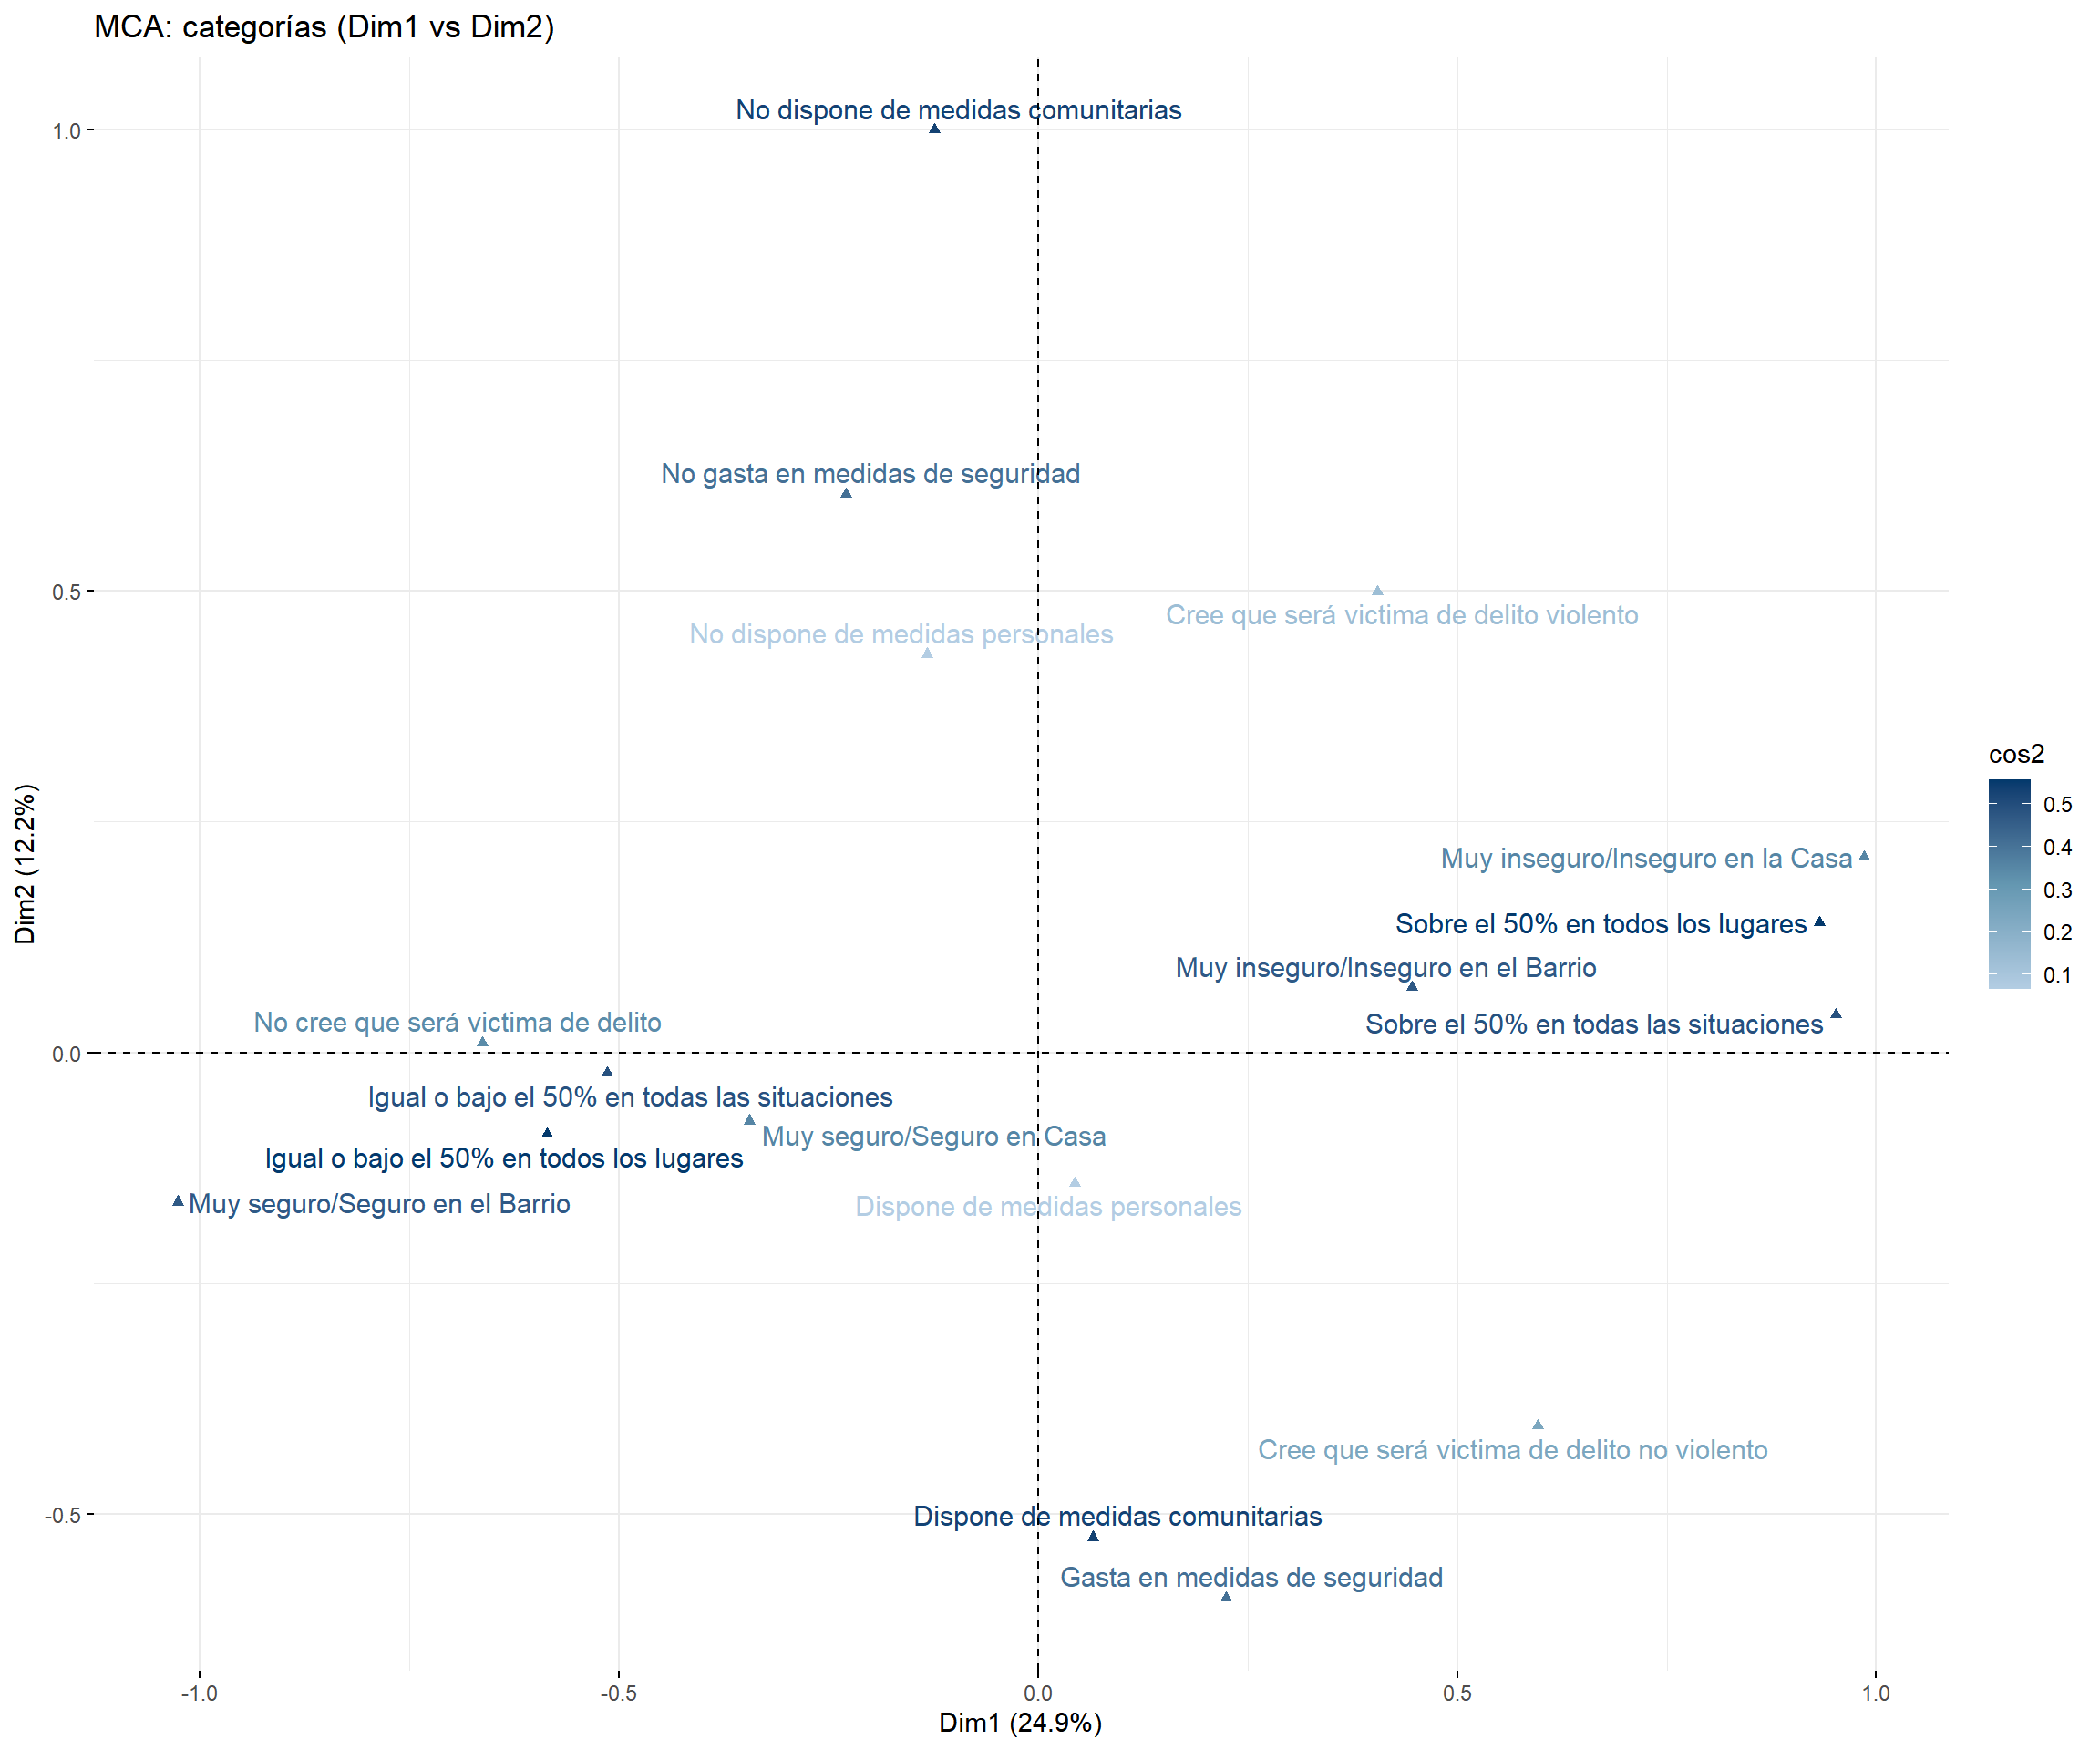 MCA: categorías (Dim1 vs Dim2)
No dispone de medidas comunitarias
1.0
No gasta en medidas de seguridad
0.5
Cree que será victima de delito violento
No dispone de medidas personales
cos2
0.5
0.4
0.3
0.2
0.1
Muy inseguro/Inseguro en la Casa
Sobre el 50% en todos los lugares
Muy inseguro/Inseguro en el Barrio
Sobre el 50% en todas las situaciones
No cree que será victima de delito
0.0
Igual o bajo el 50% en todas las situaciones
Muy seguro/Seguro en Casa
Igual o bajo el 50% en todos los lugares
Muy seguro/Seguro en el Barrio
Dispone de medidas personales
Cree que será victima de delito no violento
-0.5
Dispone de medidas comunitarias
Gasta en medidas de seguridad
-1.0
-0.5
0.0
0.5
1.0
Dim1 (24.9%)
Dim2 (12.2%)